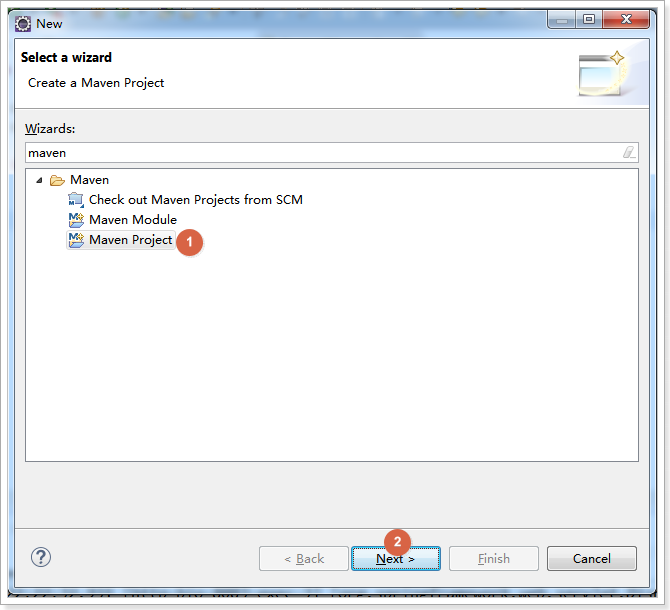 New
Select a wizard
Create a Maven Project
Wizards:
maven
Maven
Check out Maven Projects from SCM
Maven Module
Maven Project
1
2
?
< Back
Next >
Finish
Cancel